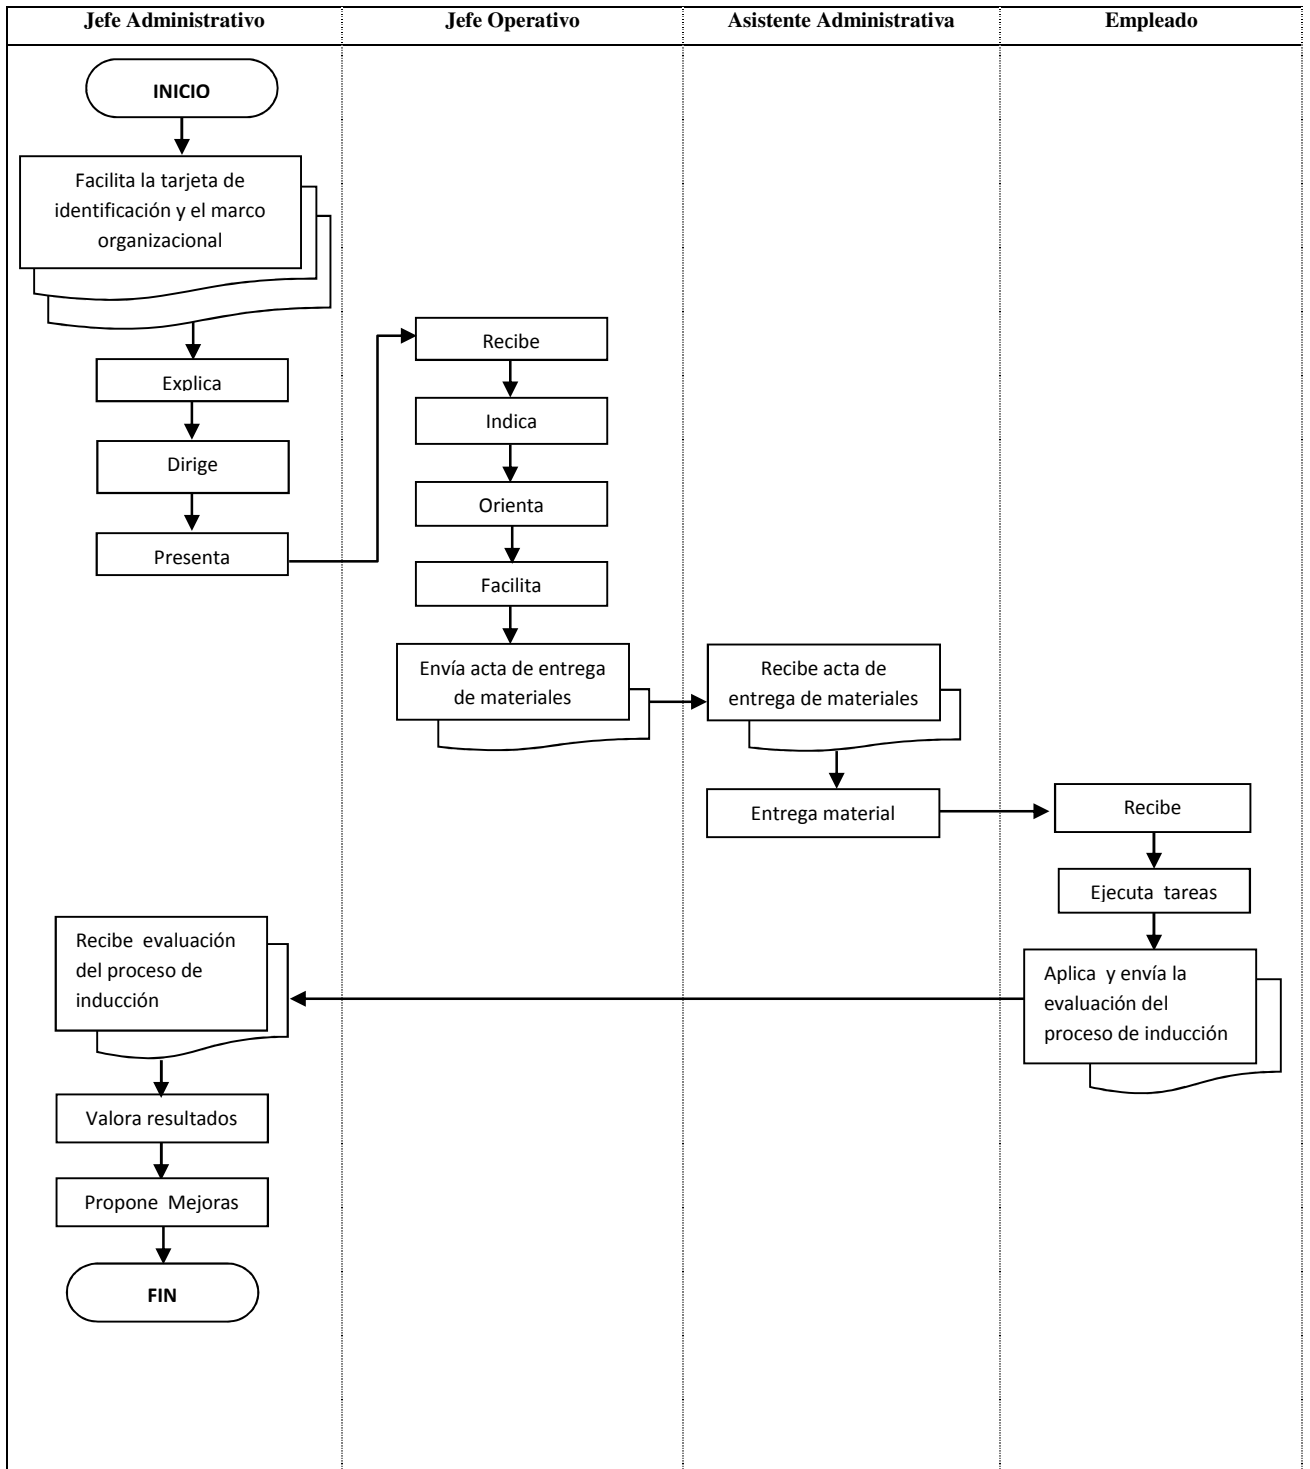 Jefe Administrativo
Jefe Operativo
Asistente Administrativa
Empleado
INICIO
Facilita la tarjeta de
identificación y el marco
organizacional
Explica
Dirige
Presenta
Recibe
Indica
Orienta
Facilita
Envía acta de entrega
de materiales
Recibe acta de
entrega de materiales
Entrega material
Recibe
Ejecuta tareas
Aplica y envía la
evaluación del
proceso de inducción
Recibe evaluación
del proceso de
inducción
Valora resultados
Propone Mejoras
FIN